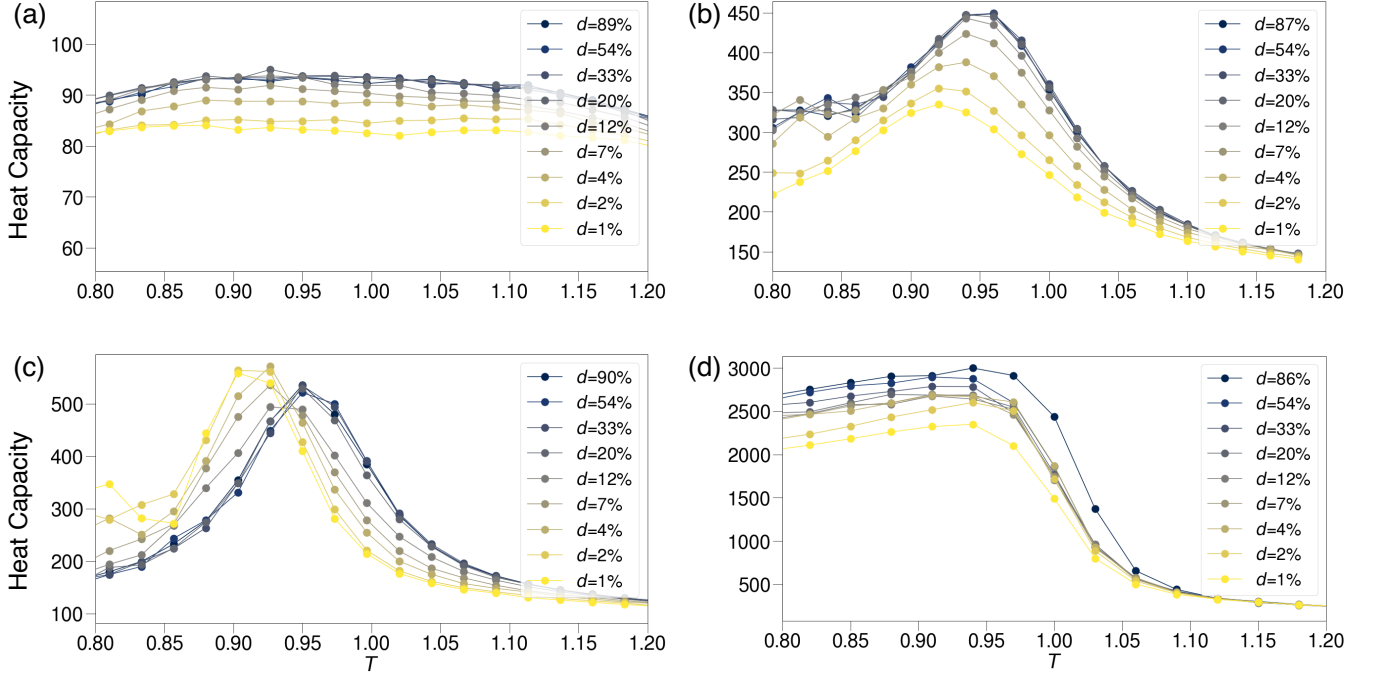 (a)
Heat Capacity
100
90
80
70
60
0.80 0.85 0.90 0.95 1.00 1.05 1.10 1.15 1.20
d=89%
d=54%
d=33%
d=20%
d=12%
d=7%
d=4%
d=2%
d=1%
(b)
450
400
350
300
250
200
150
0.80 0.85 0.90 0.95 1.00 1.05 1.10 1.15 1.20
d=87%
d=54%
d=33%
d=20%
d=12%
d=7%
d=4%
d=2%
d=1%
(c)
Heat Capacity
500
400
300
200
100
0.80 0.85 0.90 0.95 1.00 1.05 1.10 1.15 1.20
T
d=90%
d=54%
d=33%
d=20%
d=12%
d=7%
d=4%
d=2%
d=1%
(d)
3000
2500
2000
1500
1000
500
0.80 0.85 0.90 0.95 1.00 1.05 1.10 1.15 1.20
T
d=86%
d=54%
d=33%
d=20%
d=12%
d=7%
d=4%
d=2%
d=1%